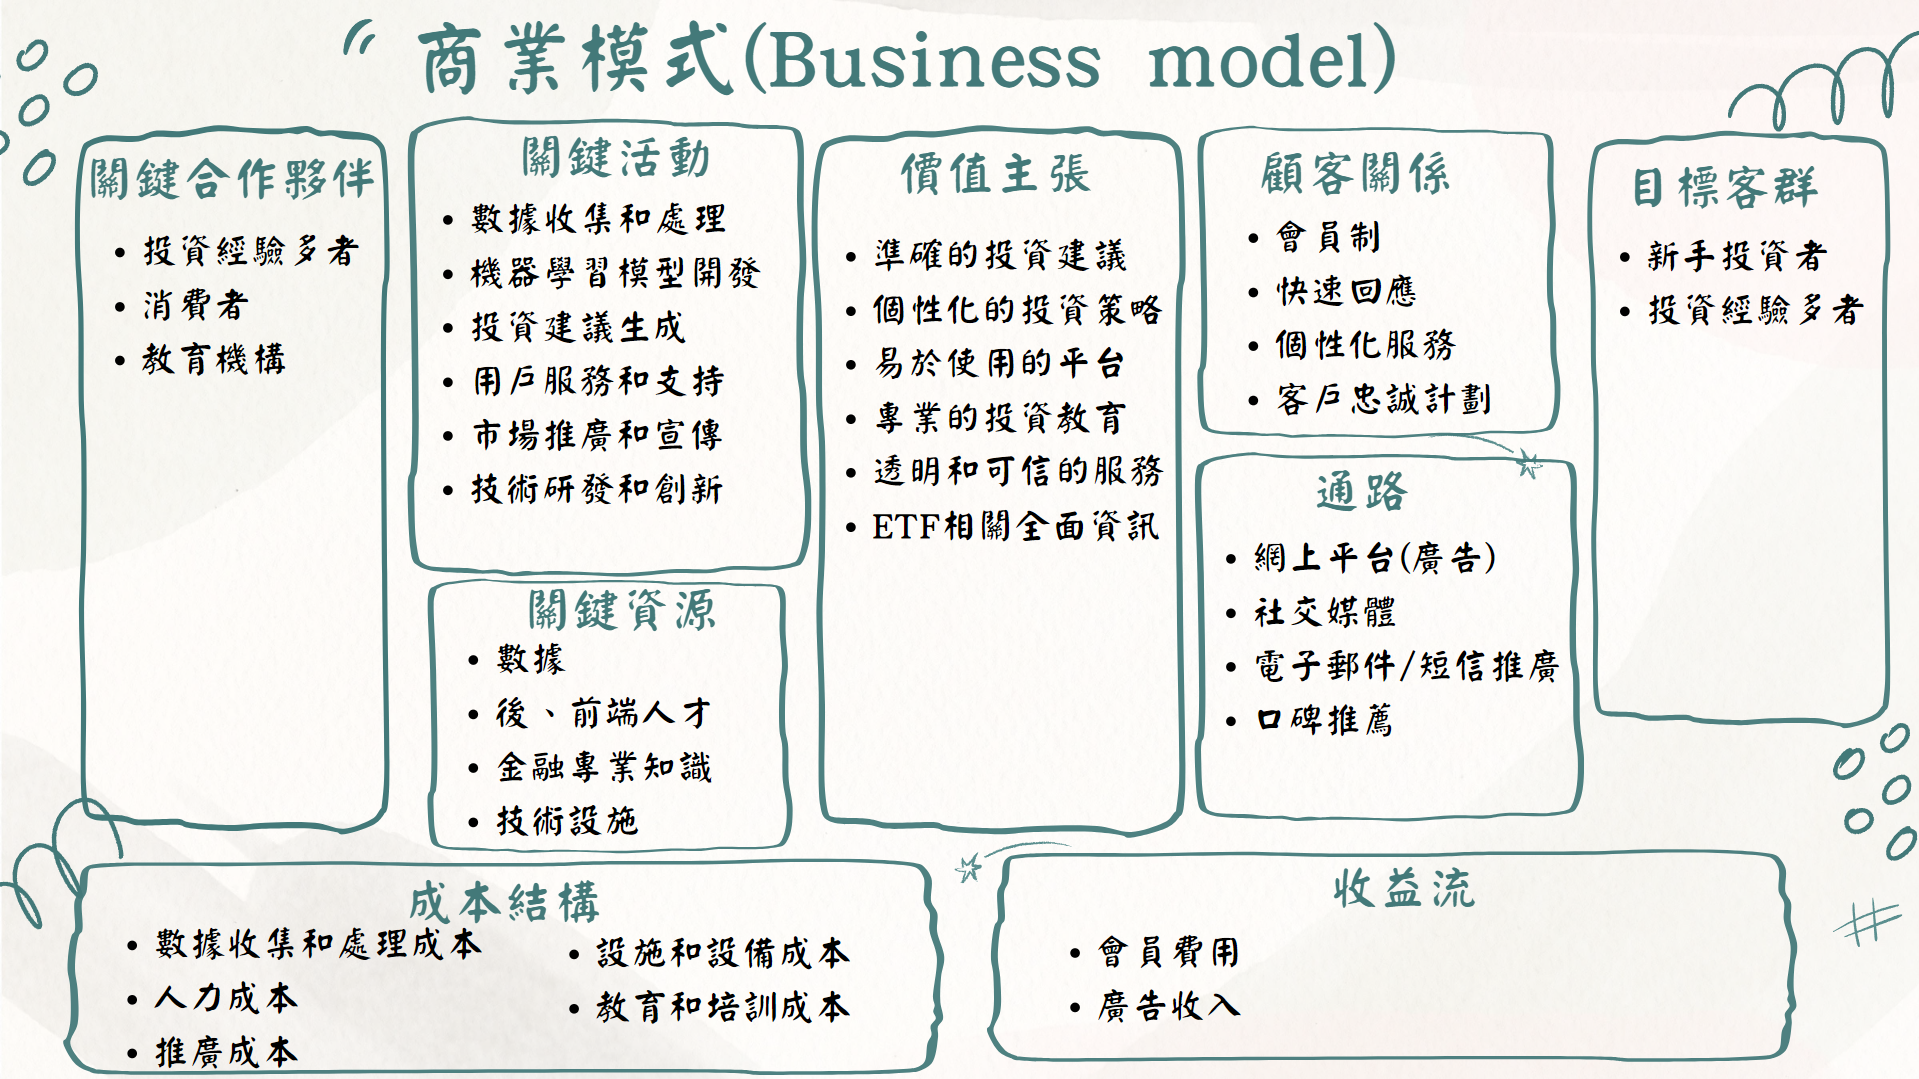 商業模式(Business model)
關鍵合作夥伴
投資經驗多者
消費者
教育機構
關鍵活動
數據收集和處理
機器學習模型開發
投資建議生成
用戶服務和支持
市場推廣和宣傳
技術研發和創新
關鍵資源
數據
後、前端人才
金融專業知識
技術設施
價值主張
準確的投資建議
個性化的投資策略
易於使用的平台
專業的投資教育
透明和可信的服務
ETF相關全面資訊
顧客關係
會員制
快速回應
個性化服務
客戶忠誠計劃
通路
網上平台(廣告)
社交媒體
電子郵件/短信推廣
口碑推薦
目標客群
新手投資者
投資經驗多者
成本結構
數據收集和處理成本
人力成本
推廣成本
設施和設備成本
教育和培訓成本
收益流
會員費用
廣告收入